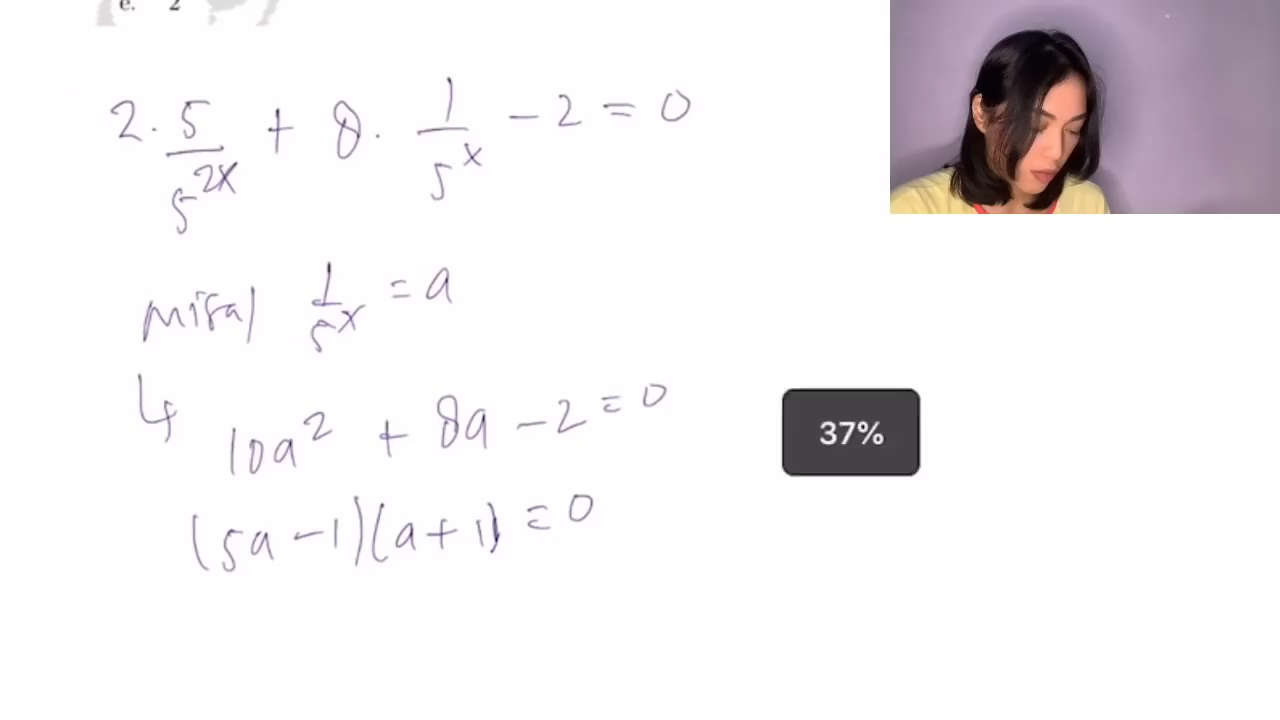 e. 2
2 · 5/5^{2x} + 8 · 1/5^x - 2 = 0
misal 1/5^x = a
↳ 10a² + 8a - 2 = 0
37%
(5a - 1)(a + 1) = 0